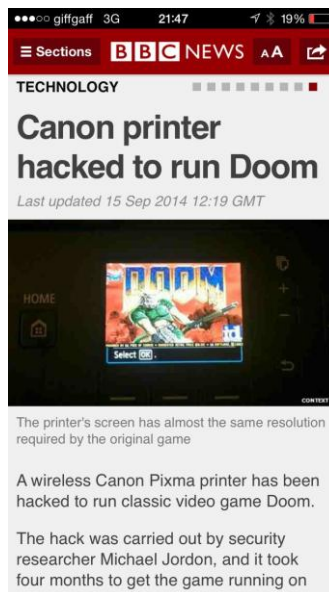 giffgaff 3G 21:47 19%
Sections BBC NEWS AA
TECHNOLOGY
Canon printer
hacked to run Doom
Last updated 15 Sep 2014 12:19 GMT
HOME
DOOM
id
Select OK .
CONTEXT
The printer's screen has almost the same resolution
required by the original game
A wireless Canon Pixma printer has been
hacked to run classic video game Doom.
The hack was carried out by security
researcher Michael Jordon, and it took
four months to get the game running on